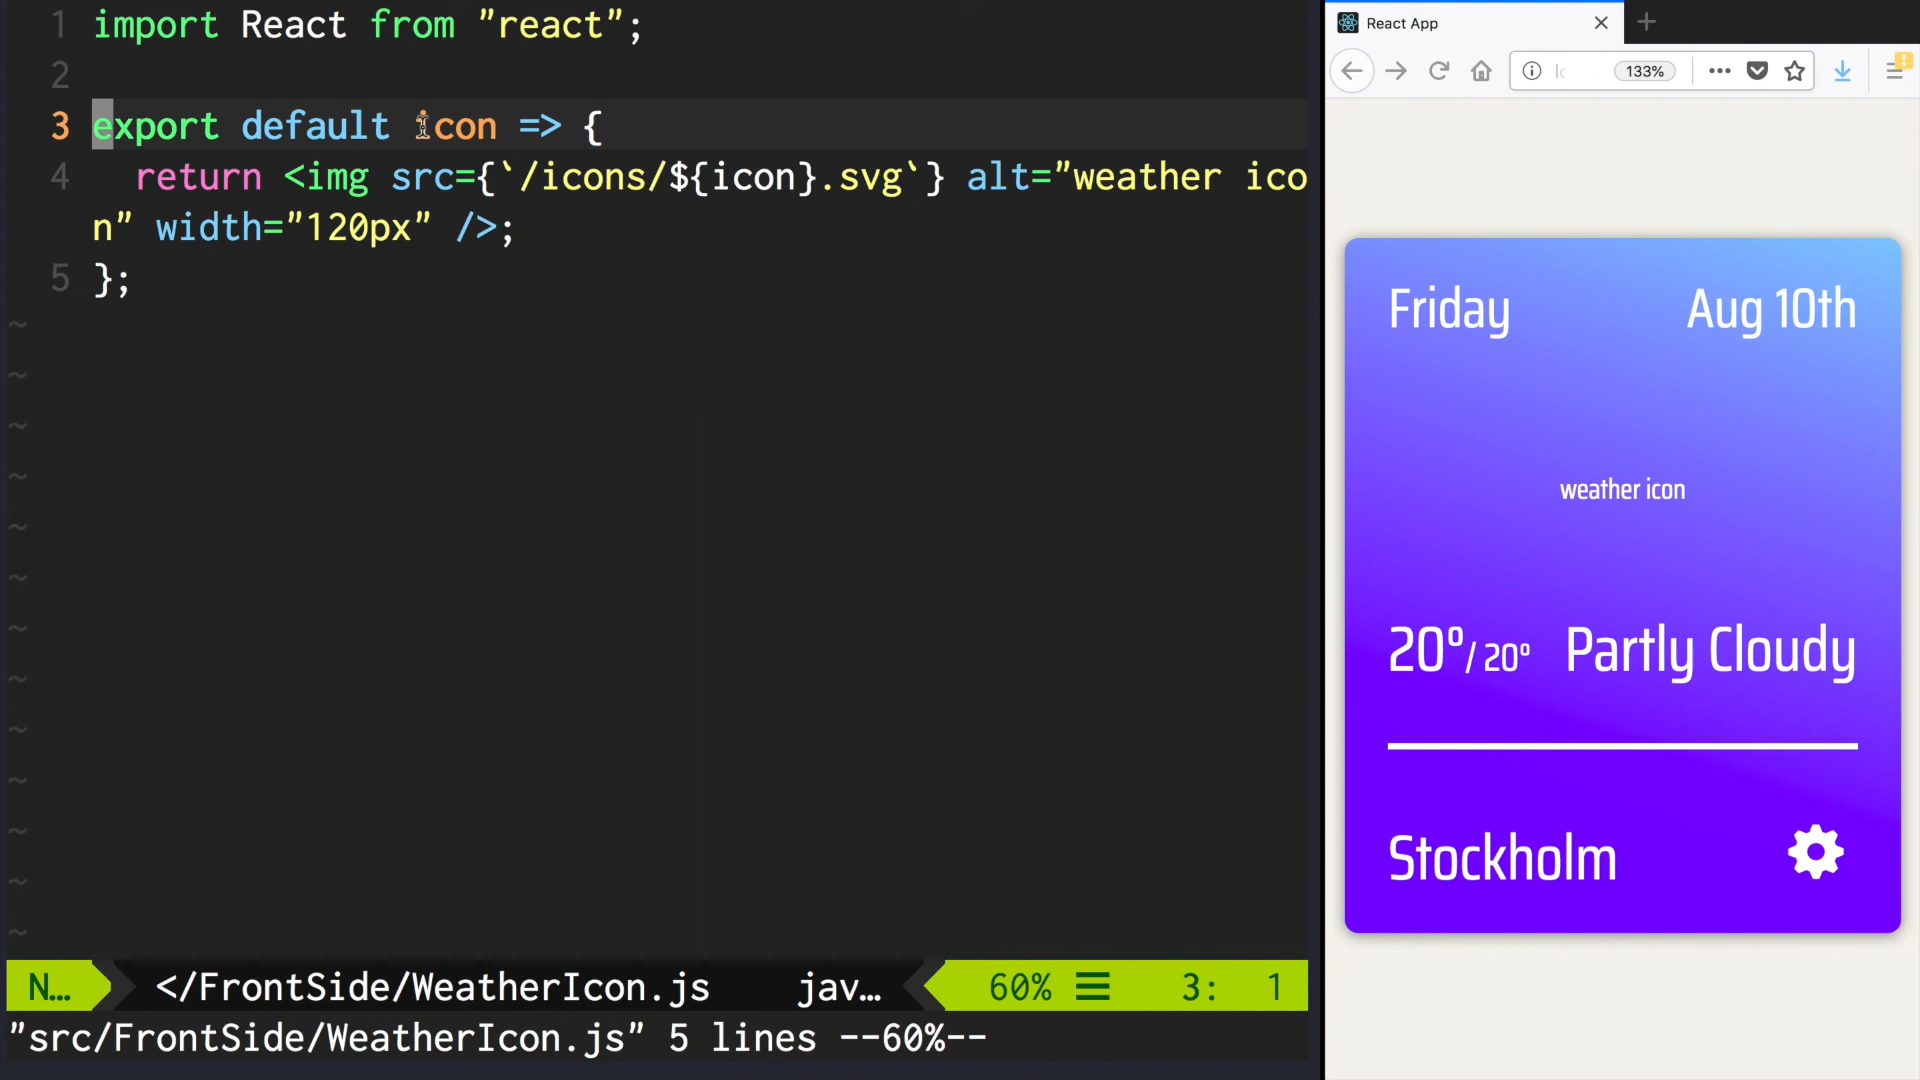 1 import React from "react";
2
3 export default icon => {
4 return <img src={`/icons/${icon}.svg`} alt="weather ico
n" width="120px" />;
5 };
~
~
~
~
~
~
~
~
~
~
~
~
~
N... </FrontSide/WeatherIcon.js jav... 60% 3: 1
"src/FrontSide/WeatherIcon.js" 5 lines --60%--
React App
133%
Friday Aug 10th
weather icon
20º/ 20º Partly Cloudy
Stockholm